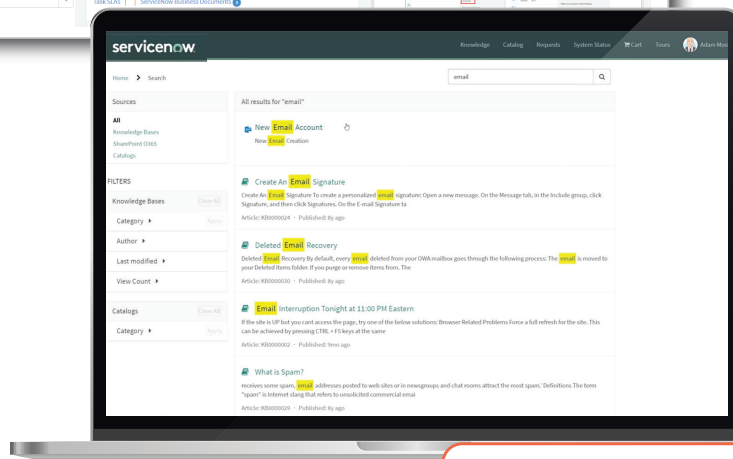 Task SLAs
ServiceNow Business Documents
servicenow
Knowledge Catalog Requests System Status Cart Tours Adam Mos
Home > Search
email
Sources
All
Knowledge Bases
SharePoint O365
Catalogs
FILTERS
Knowledge Bases Clear All
Category Apply
Author
Last modified
View Count
Catalogs Clear All
Category Apply
All results for "email"
New Email Account
New Email Creation
Create An Email Signature
Create An Email Signature To create a personalized email signature: Open a new message. On the Message tab, in the Include group, click
Signature, and then click Signatures. On the E-mail Signature ta
Article: KB0000024 · Published: 8y ago
Deleted Email Recovery
Deleted Email Recovery By default, every email deleted from your OWA mailbox goes through the following process: The email is moved to
your Deleted Items folder. If you purge or remove items from. The
Article: KB0000030 · Published: 8y ago
Email Interruption Tonight at 11:00 PM Eastern
If the site is UP but you cant access the page, try one of the below solutions: Browser Related Problems Force a full refresh for the site. This
can be achieved by pressing CTRL + F5 keys at the same
Article: KB0000002 · Published: 9mo ago
What is Spam?
receives some spam, email addresses posted to web sites or in newsgroups and chat rooms attract the most spam.' Definitions The term
"spam" is Internet slang that refers to unsolicited commercial emai
Article: KB0000029 · Published: 8y ago